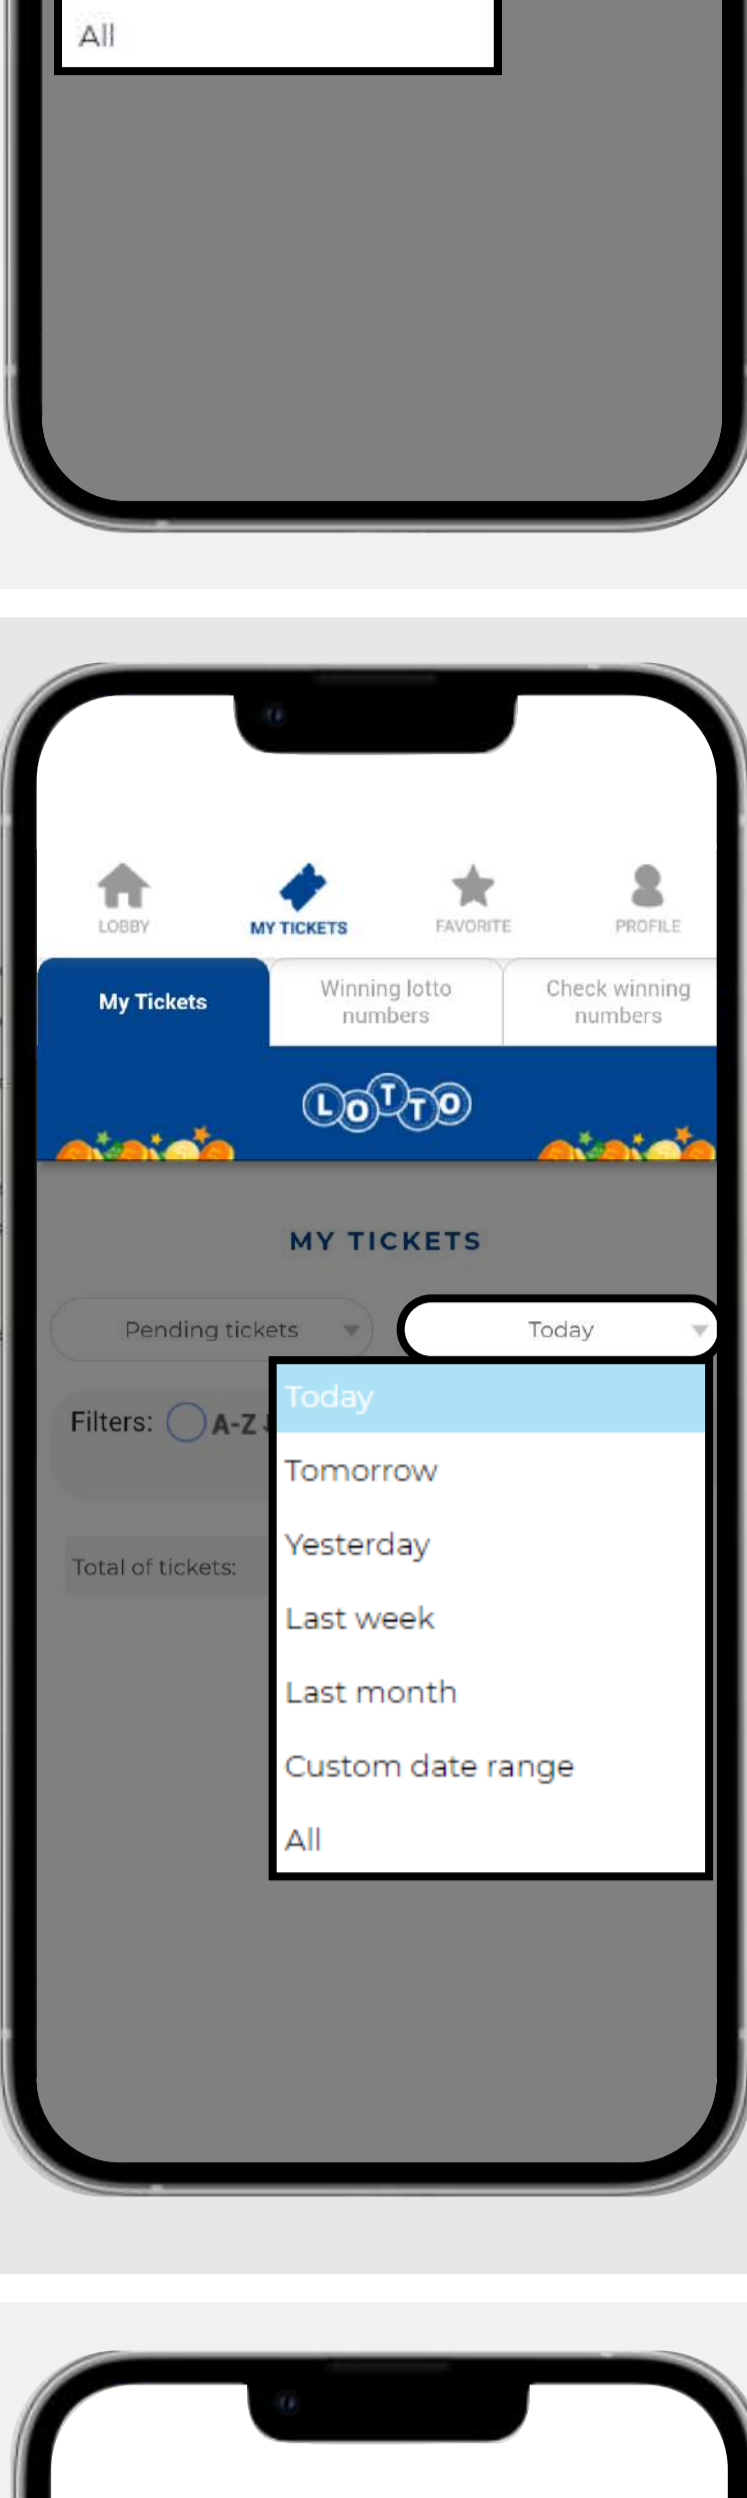 All
LOBBY
MY TICKETS
FAVORITE
PROFILE
My Tickets
Winning lotto
numbers
Check winning
numbers
LOTTO
MY TICKETS
Pending tickets
Today
Filters:
A-Z
Today
Tomorrow
Yesterday
Last week
Last month
Custom date range
All
Total of tickets: